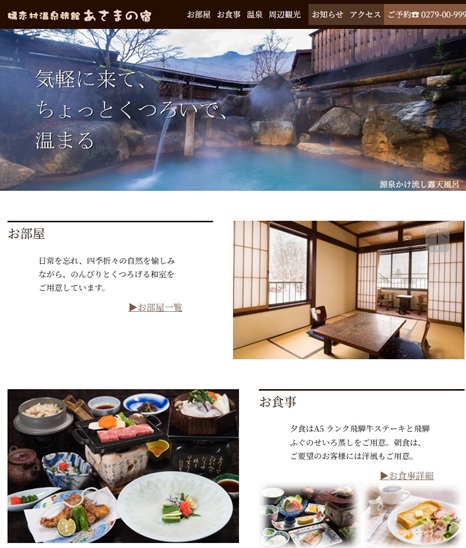 嬬恋村温泉旅館 あさまの宿
お部屋 お食事 温泉 周辺観光 お知らせ アクセス ご予約☎ 0279-00-999
気軽に来て、
ちょっとくつろいで、
温まる
源泉かけ流し露天風呂
お部屋
日常を忘れ、四季折々の自然を愉しみ
ながら、のんびりとくつろげる和室を
ご用意しています。
▶お部屋一覧
お食事
夕食はA5 ランク飛騨牛ステーキと飛騨
ふぐのせいろ蒸しをご用意。朝食は、
ご要望のお客様には洋風もご用意。
▶お食事詳細